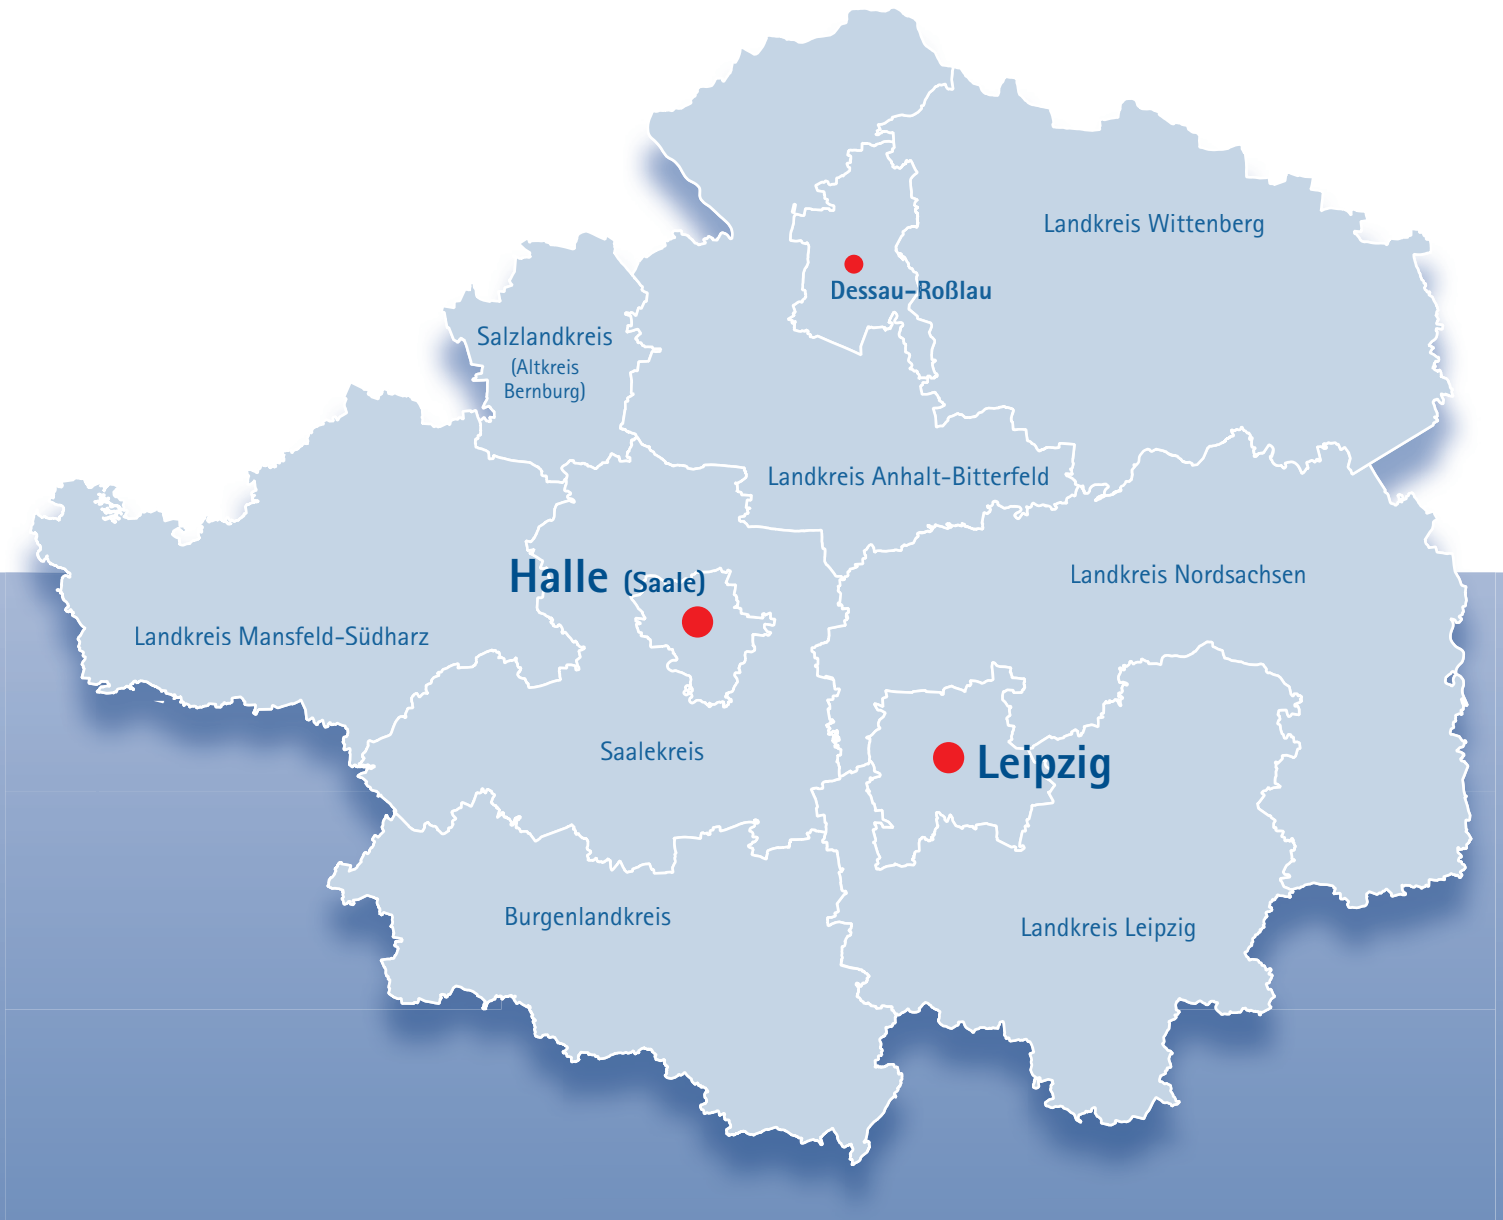 Landkreis Wittenberg
Dessau-Roßlau
Salzlandkreis
(Altkreis
Bernburg)
Landkreis Anhalt-Bitterfeld
Halle (Saale)
Landkreis Nordsachsen
Landkreis Mansfeld-Südharz
Saalekreis
Leipzig
Burgenlandkreis
Landkreis Leipzig